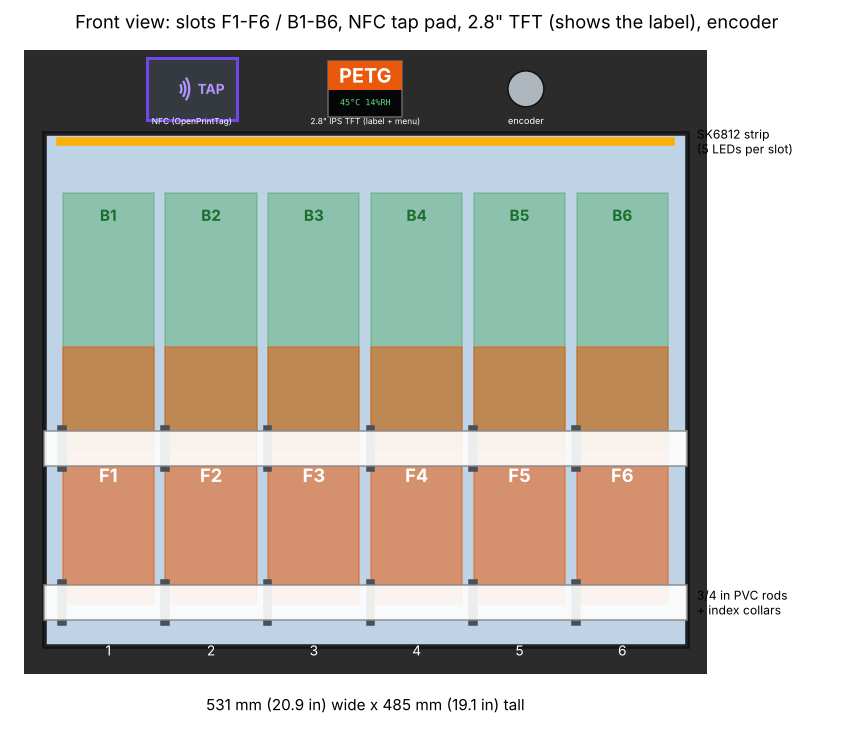 Front view: slots F1-F6 / B1-B6, NFC tap pad, 2.8" TFT (shows the label), encoder
TAP
NFC (OpenPrintTag)
PETG
45°C 14%RH
2.8" IPS TFT (label + menu)
encoder
SK6812 strip
(5 LEDs per slot)
B1 B2 B3 B4 B5 B6
F1 F2 F3 F4 F5 F6
3/4 in PVC rods
+ index collars
1 2 3 4 5 6
531 mm (20.9 in) wide x 485 mm (19.1 in) tall